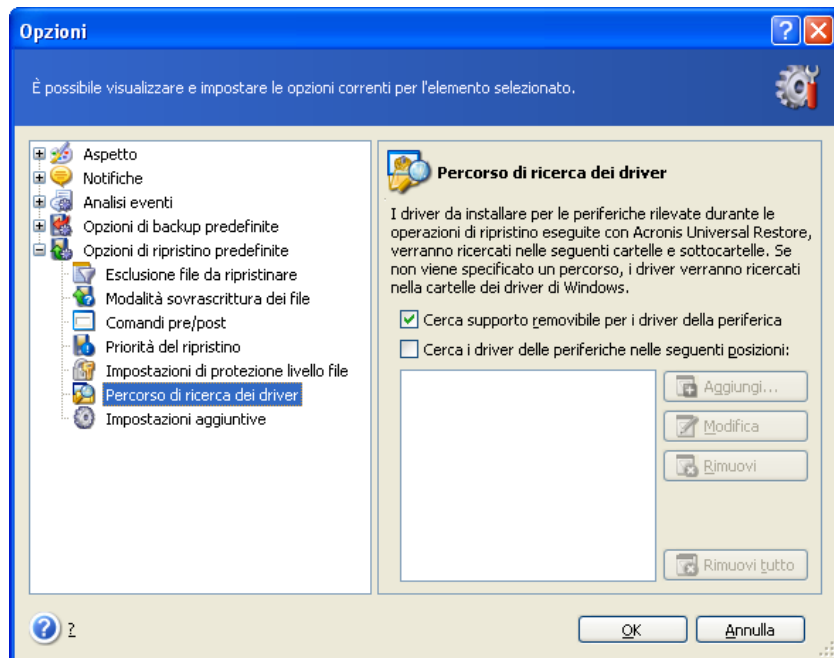 Opzioni
È possibile visualizzare e impostare le opzioni correnti per l'elemento selezionato.
Aspetto
Notifiche
Analisi eventi
Opzioni di backup predefinite
Opzioni di ripristino predefinite
Esclusione file da ripristinare
Modalità sovrascrittura dei file
Comandi pre/post
Priorità del ripristino
Impostazioni di protezione livello file
Percorso di ricerca dei driver
Impostazioni aggiuntive
Percorso di ricerca dei driver
I driver da installare per le periferiche rilevate durante le
operazioni di ripristino eseguite con Acronis Universal Restore,
verranno ricercati nelle seguenti cartelle e sottocartelle. Se
non viene specificato un percorso, i driver verranno ricercati
nella cartelle dei driver di Windows.
Cerca supporto removibile per i driver della periferica
Cerca i driver delle periferiche nelle seguenti posizioni:
Aggiungi...
Modifica
Rimuovi
Rimuovi tutto
?
OK
Annulla